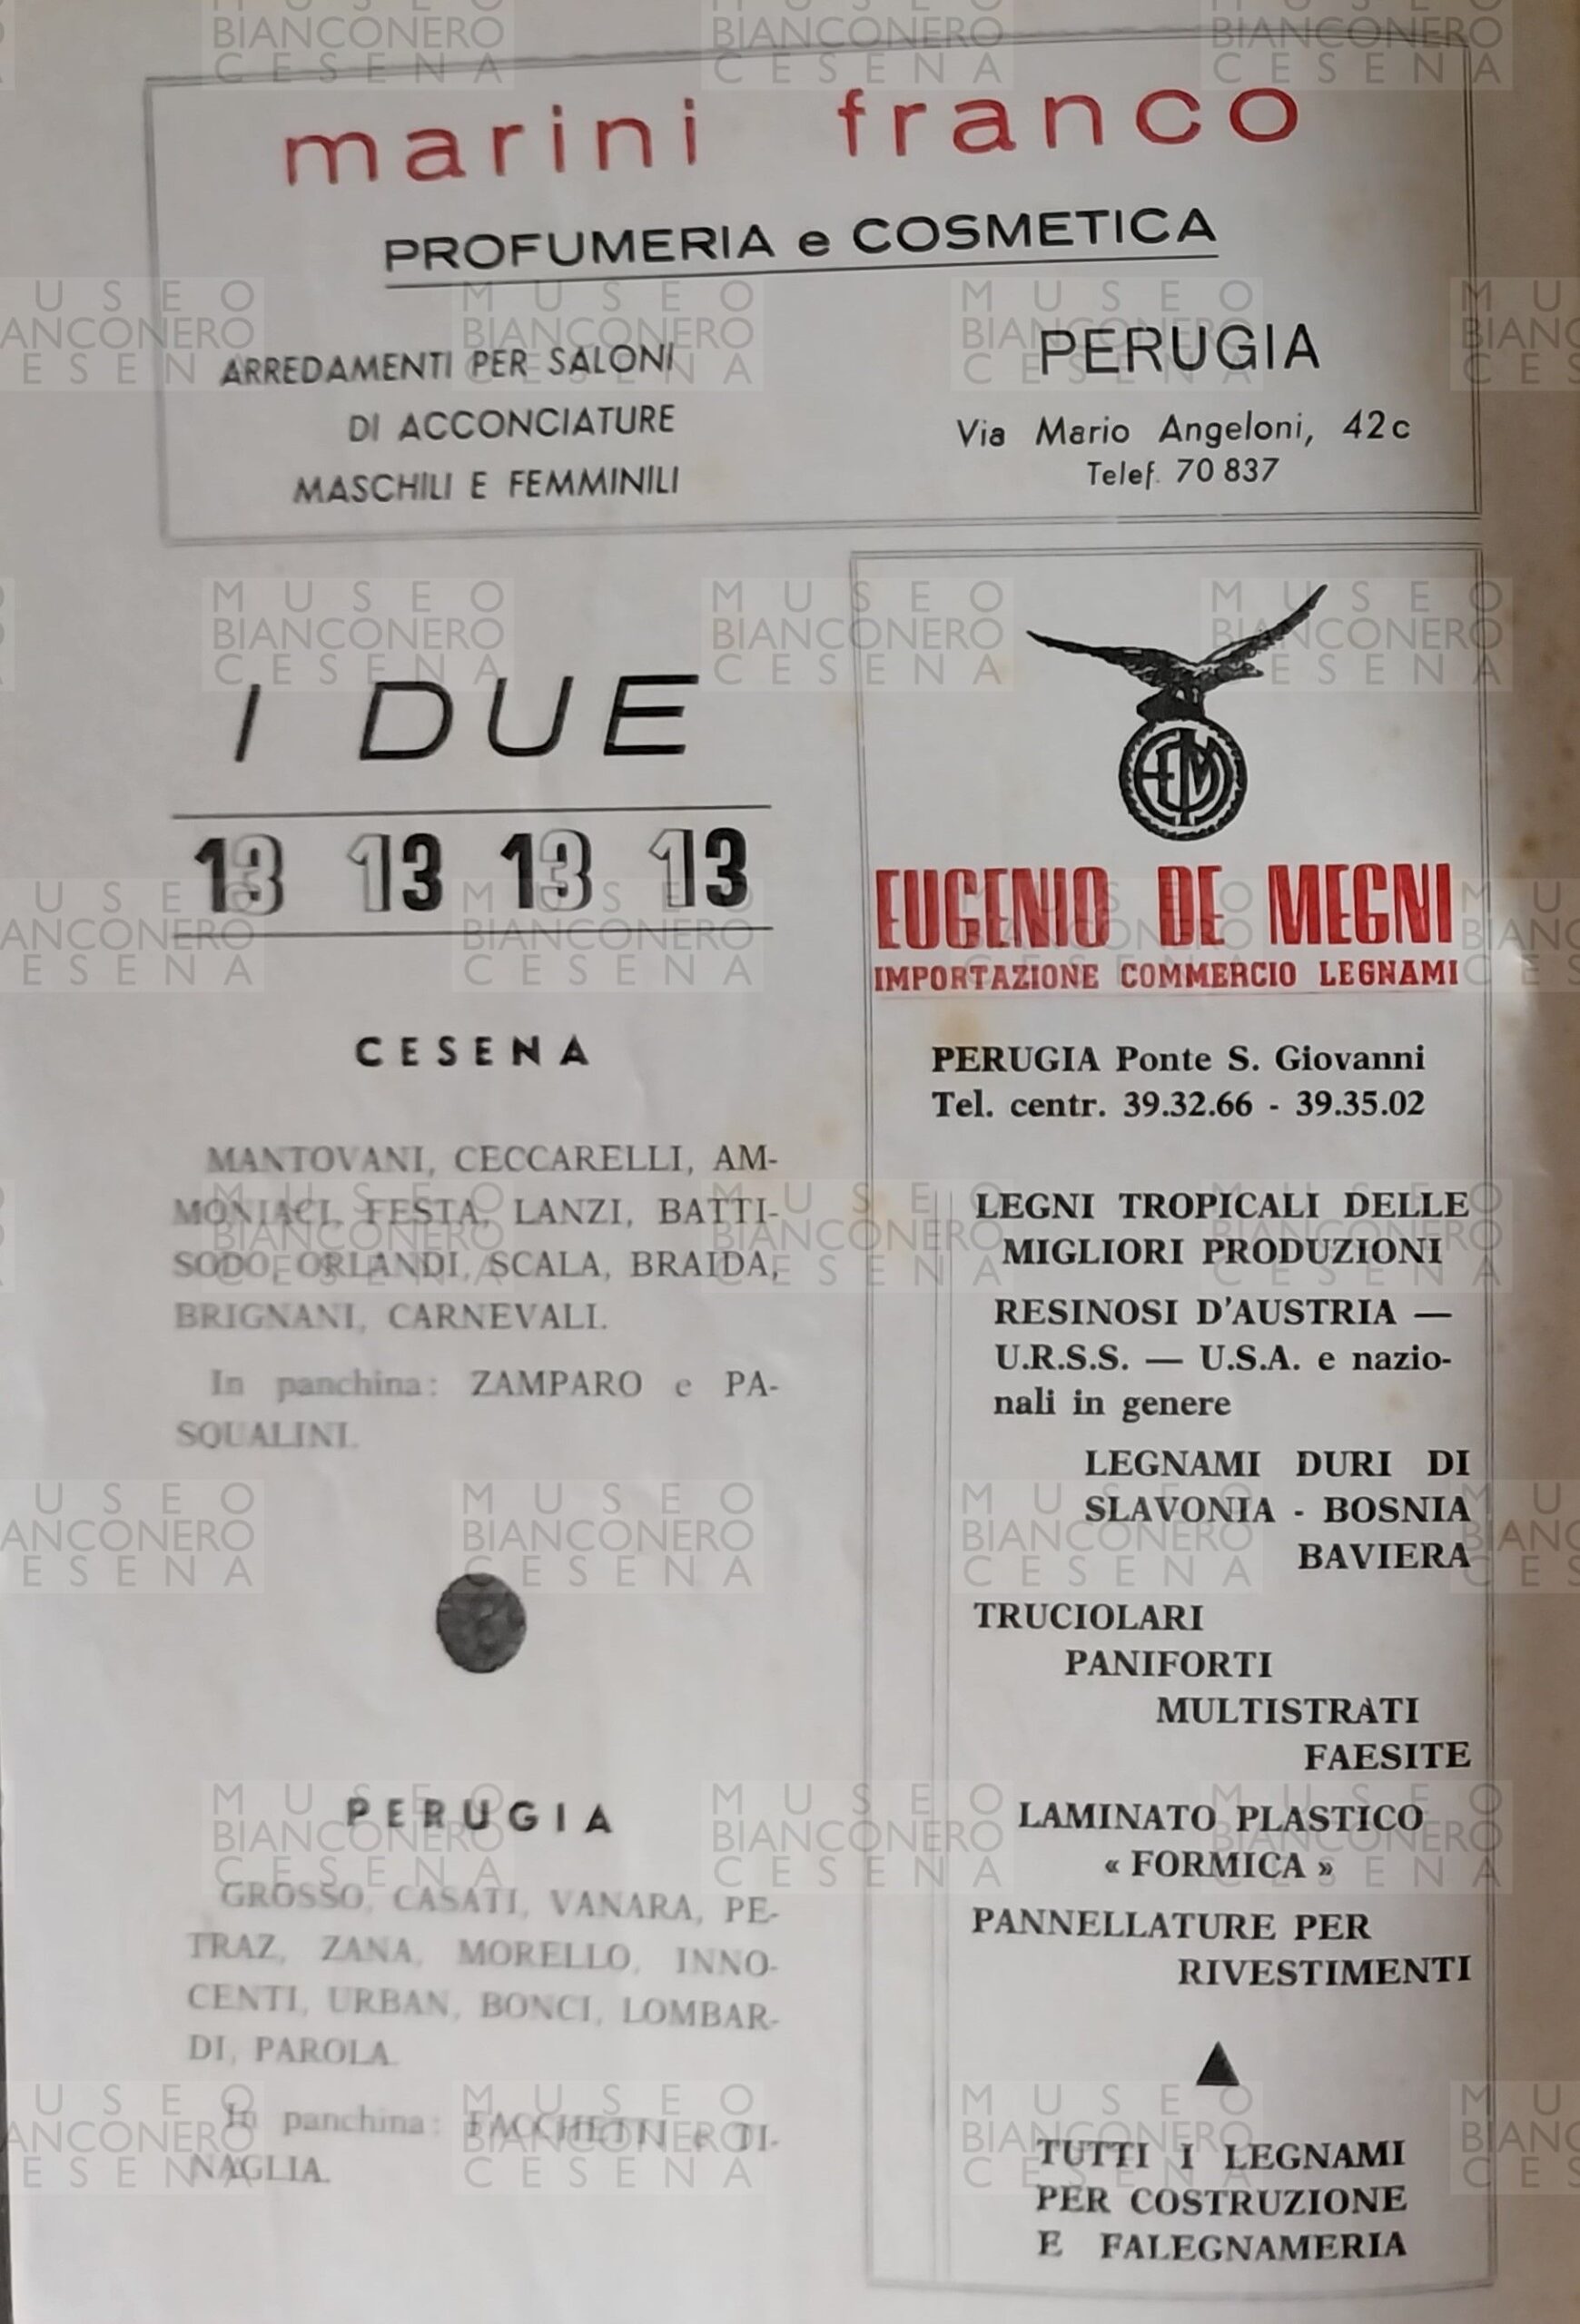 marini franco
PROFUMERIA e COSMETICA
ARREDAMENTI PER SALONI
DI ACCONCIATURE
MASCHILI E FEMMINILI
PERUGIA
Via Mario Angeloni, 42c
Telef. 70 837
I DUE
13 13 13 13
CESENA
MANTOVANI, CECCARELLI, AM-
MONIACI, FESTA, LANZI, BATTI-
SODO, ORLANDI, SCALA, BRAIDA,
BRIGNANI, CARNEVALI.
In panchina: ZAMPARO e PA-
SQUALINI.
PERUGIA
GROSSO, CASATI, VANARA, PE-
TRAZ, ZANA, MORELLO, INNO-
CENTI, URBAN, BONCI, LOMBAR-
DI, PAROLA.
In panchina: FACCHETTI e TI-
NAGLIA.
EDM
EUGENIO DE MEGNI
IMPORTAZIONE COMMERCIO LEGNAMI
PERUGIA Ponte S. Giovanni
Tel. centr. 39.32.66 - 39.35.02
LEGNI TROPICALI DELLE
MIGLIORI PRODUZIONI
RESINOSI D'AUSTRIA —
U.R.S.S. — U.S.A. e nazio-
nali in genere
LEGNAMI DURI DI
SLAVONIA - BOSNIA
BAVIERA
TRUCIOLARI
PANIFORTI
MULTISTRATI
FAESITE
LAMINATO PLASTICO
« FORMICA »
PANNELLATURE PER
RIVESTIMENTI
TUTTI I LEGNAMI
PER COSTRUZIONE
E FALEGNAMERIA
MUSEO
BIANCONERO
CESENA